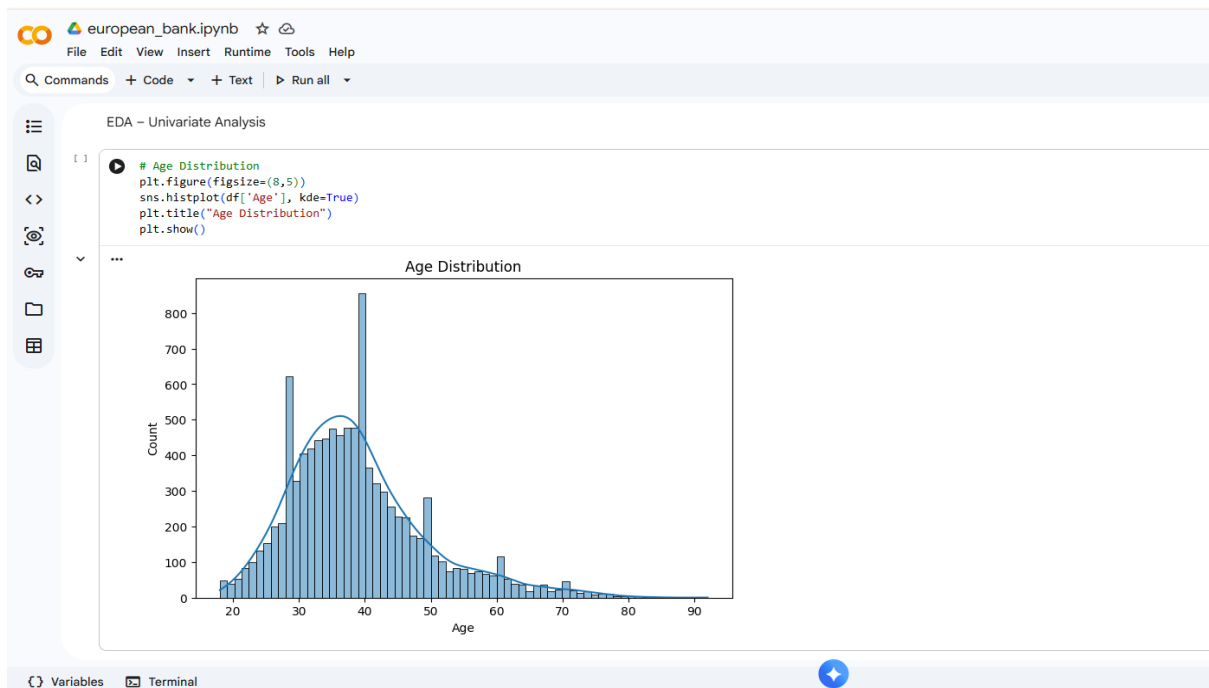 european_bank.ipynb
File Edit View Insert Runtime Tools Help
Commands + Code + Text Run all
EDA – Univariate Analysis
[ ]
# Age Distribution
plt.figure(figsize=(8,5))
sns.histplot(df['Age'], kde=True)
plt.title("Age Distribution")
plt.show()
...
Age Distribution
800
700
600
500
400
300
200
100
0
Count
20 30 40 50 60 70 80 90
Age
{} Variables Terminal